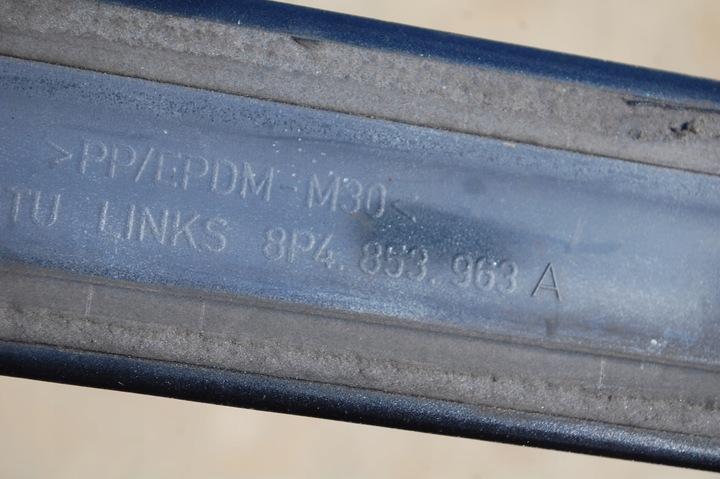 >PP/EPDM-M30<
TU LINKS 8P4.853.963 A